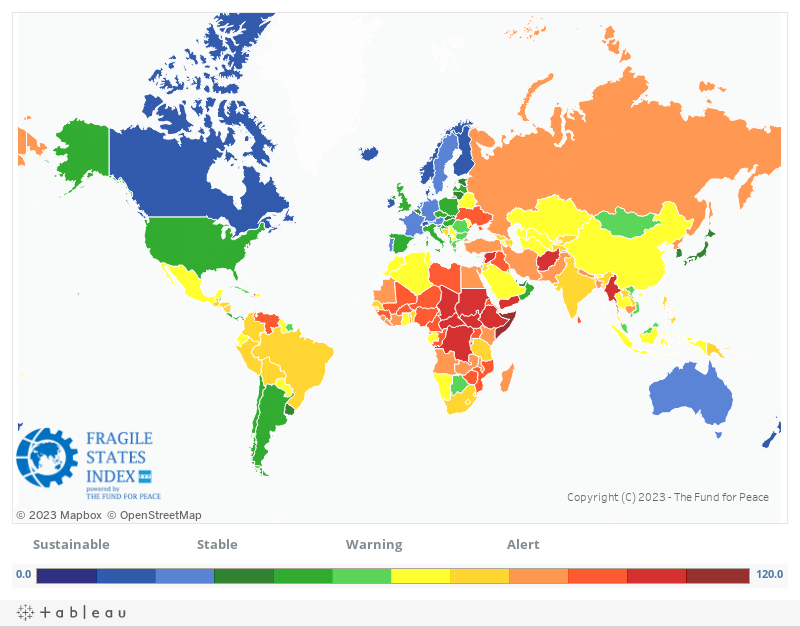 FRAGILE
STATES
INDEX
powered by
THE FUND FOR PEACE
Copyright (C) 2023 - The Fund for Peace
© 2023 Mapbox © OpenStreetMap
Sustainable Stable Warning Alert
0.0 120.0
+ a b | e a u